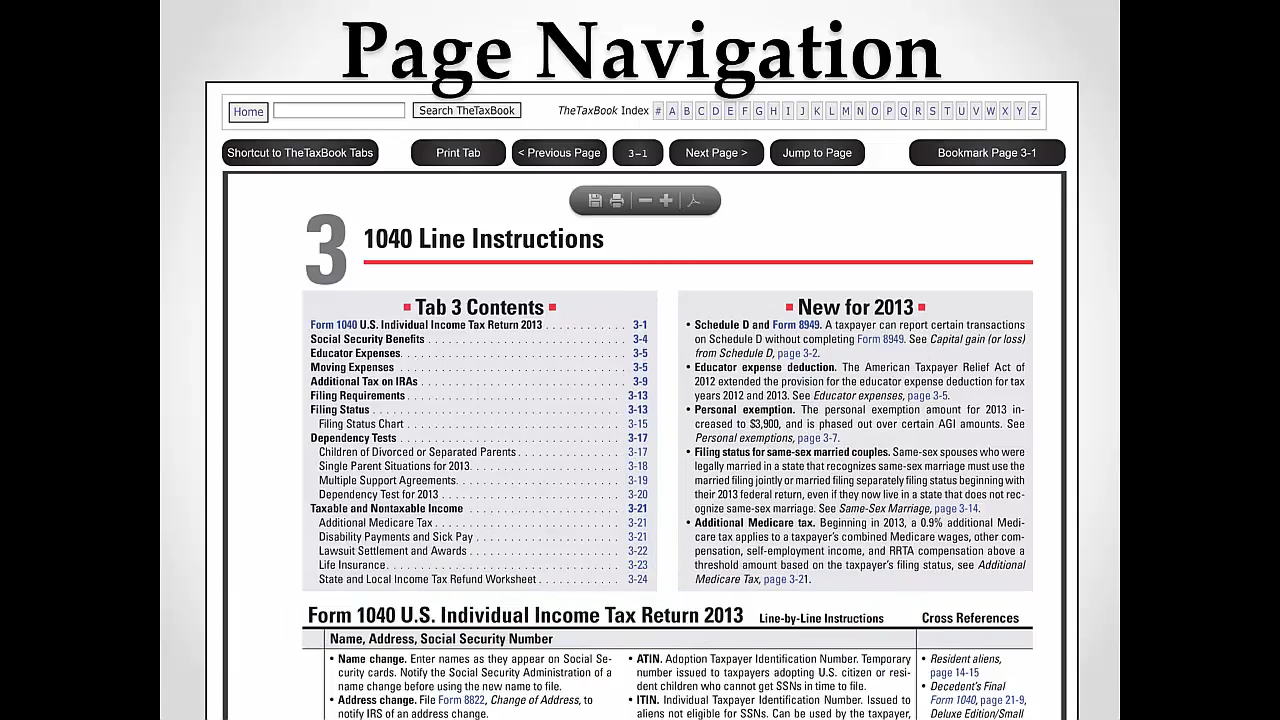 Page Navigation
Home Search TheTaxBook TheTaxBook Index # A B C D E F G H I J K L M N O P Q R S T U V W X Y Z
Shortcut to TheTaxBook Tabs Print Tab < Previous Page 3-1 Next Page > Jump to Page Bookmark Page 3-1
3 1040 Line Instructions
Tab 3 Contents
Form 1040 U.S. Individual Income Tax Return 2013 . . . . . . . . . . . . 3-1
Social Security Benefits . . . . . . . . . . . . . . . . . . . . . . . . . . . . 3-4
Educator Expenses. . . . . . . . . . . . . . . . . . . . . . . . . . . . . . . 3-5
Moving Expenses . . . . . . . . . . . . . . . . . . . . . . . . . . . . . . . . 3-5
Additional Tax on IRAs . . . . . . . . . . . . . . . . . . . . . . . . . . . . . 3-9
Filing Requirements . . . . . . . . . . . . . . . . . . . . . . . . . . . . . . 3-13
Filing Status . . . . . . . . . . . . . . . . . . . . . . . . . . . . . . . . . . . 3-13
Filing Status Chart . . . . . . . . . . . . . . . . . . . . . . . . . . . . . . . 3-15
Dependency Tests . . . . . . . . . . . . . . . . . . . . . . . . . . . . . . . 3-17
Children of Divorced or Separated Parents . . . . . . . . . . . . . . . 3-17
Single Parent Situations for 2013. . . . . . . . . . . . . . . . . . . . . . 3-18
Multiple Support Agreements. . . . . . . . . . . . . . . . . . . . . . . . 3-19
Dependency Test for 2013 . . . . . . . . . . . . . . . . . . . . . . . . . . 3-20
Taxable and Nontaxable Income . . . . . . . . . . . . . . . . . . . . . . 3-21
Additional Medicare Tax . . . . . . . . . . . . . . . . . . . . . . . . . . . 3-21
Disability Payments and Sick Pay . . . . . . . . . . . . . . . . . . . . . 3-21
Lawsuit Settlement and Awards . . . . . . . . . . . . . . . . . . . . . . 3-22
Life Insurance. . . . . . . . . . . . . . . . . . . . . . . . . . . . . . . . . . 3-23
State and Local Income Tax Refund Worksheet . . . . . . . . . . . . 3-24
New for 2013
• Schedule D and Form 8949. A taxpayer can report certain transactions
on Schedule D without completing Form 8949. See Capital gain (or loss)
from Schedule D, page 3-2.
• Educator expense deduction. The American Taxpayer Relief Act of
2012 extended the provision for the educator expense deduction for tax
years 2012 and 2013. See Educator expenses, page 3-5.
• Personal exemption. The personal exemption amount for 2013 in-
creased to $3,900, and is phased out over certain AGI amounts. See
Personal exemptions, page 3-7.
• Filing status for same-sex married couples. Same-sex spouses who were
legally married in a state that recognizes same-sex marriage must use the
married filing jointly or married filing separately filing status beginning with
their 2013 federal return, even if they now live in a state that does not rec-
ognize same-sex marriage. See Same-Sex Marriage, page 3-14.
• Additional Medicare tax. Beginning in 2013, a 0.9% additional Medi-
care tax applies to a taxpayer's combined Medicare wages, other com-
pensation, self-employment income, and RRTA compensation above a
threshold amount based on the taxpayer's filing status, see Additional
Medicare Tax, page 3-21.
Form 1040 U.S. Individual Income Tax Return 2013 Line-by-Line Instructions Cross References
Name, Address, Social Security Number
• Name change. Enter names as they appear on Social Se-
curity cards. Notify the Social Security Administration of a
name change before using the new name to file.
• Address change. File Form 8822, Change of Address, to
notify IRS of an address change.
• ATIN. Adoption Taxpayer Identification Number. Temporary
number issued to taxpayers adopting U.S. citizen or resi-
dent children who cannot get SSNs in time to file.
• ITIN. Individual Taxpayer Identification Number. Issued to
aliens not eligible for SSNs. Can be used by the taxpayer,
• Resident aliens,
page 14-15
• Decedent's Final
Form 1040, page 21-9,
Deluxe Edition/Small